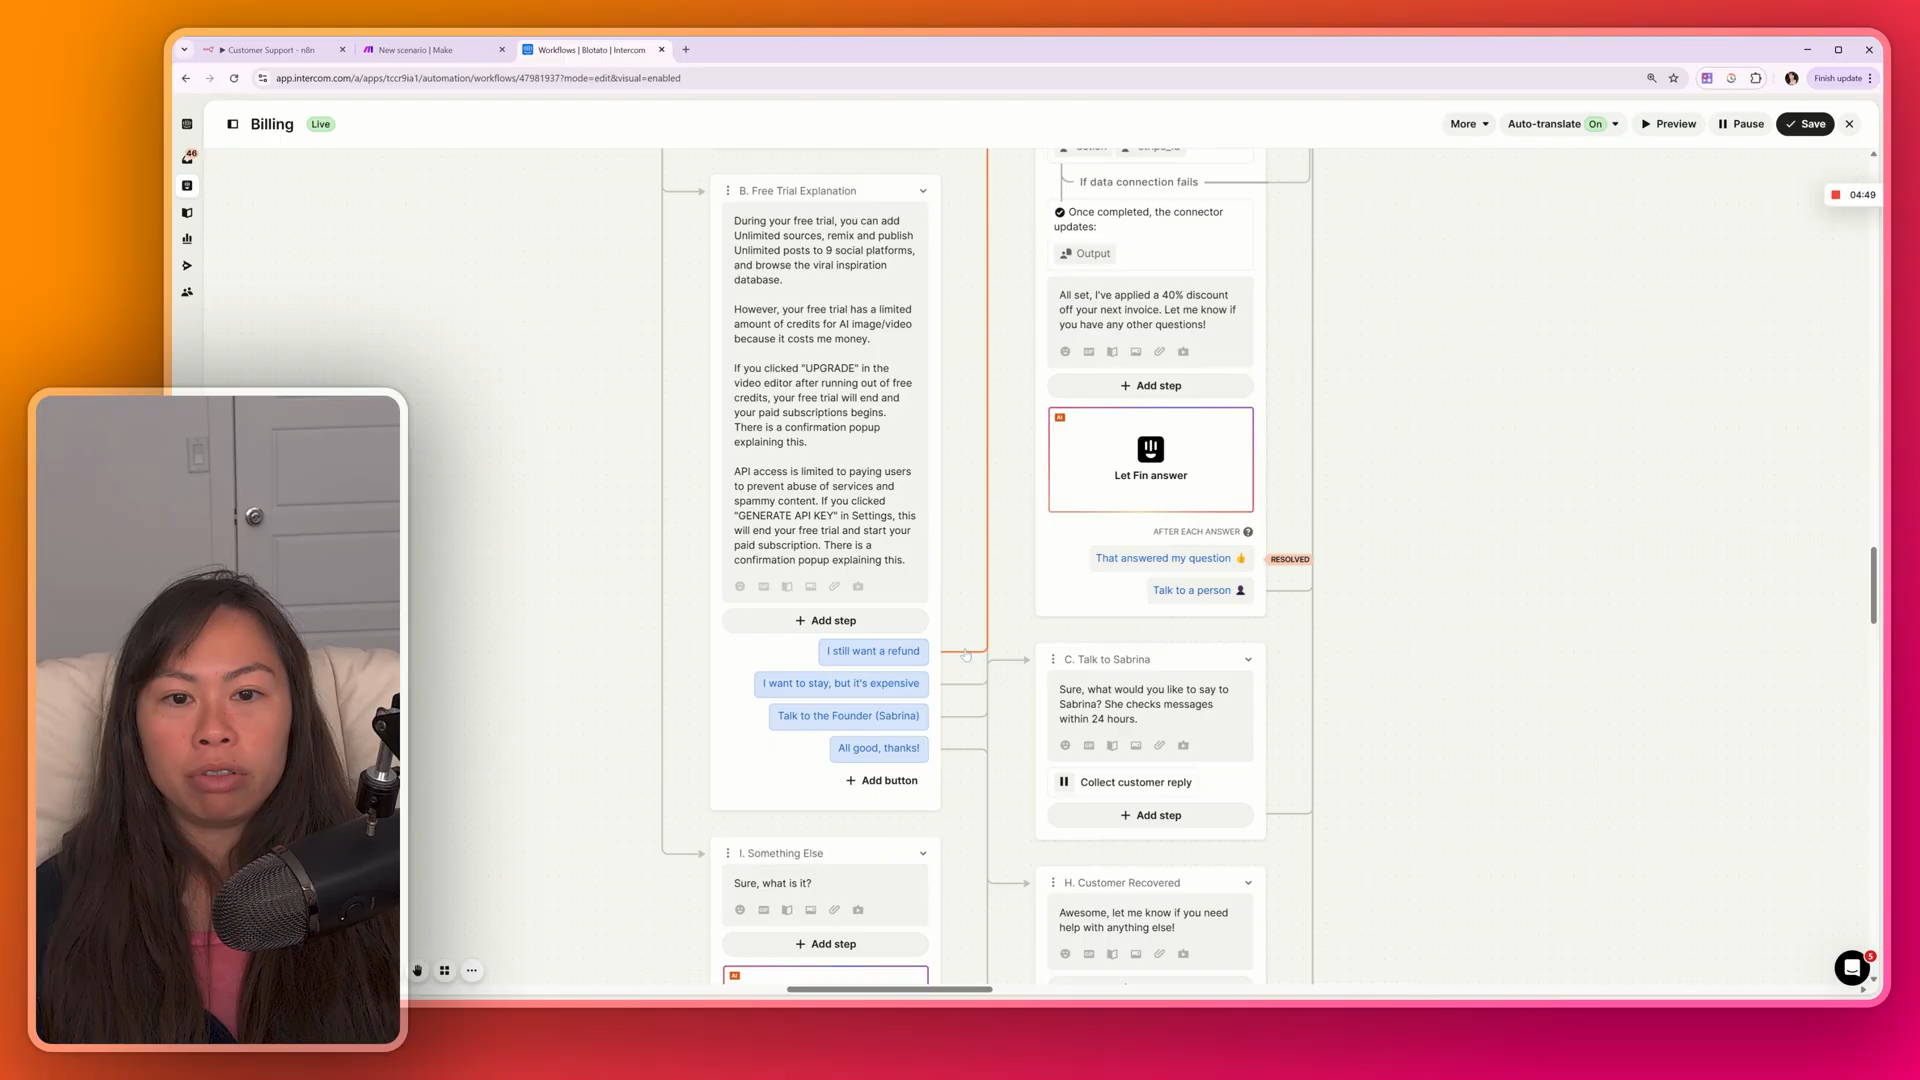 Customer Support - n8n
New scenario | Make
Workflows | Blotato | Intercom
app.intercom.com/a/apps/tccr9ia1/automation/workflows/47981937?mode=edit&visual=enabled
Finish update
Billing
Live
More
Auto-translate
On
Preview
Pause
Save
46
04:49
B. Free Trial Explanation
During your free trial, you can add
Unlimited sources, remix and publish
Unlimited posts to 9 social platforms,
and browse the viral inspiration
database.
However, your free trial has a limited
amount of credits for AI image/video
because it costs me money.
If you clicked "UPGRADE" in the
video editor after running out of free
credits, your free trial will end and
your paid subscriptions begins.
There is a confirmation popup
explaining this.
API access is limited to paying users
to prevent abuse of services and
spammy content. If you clicked
"GENERATE API KEY" in Settings, this
will end your free trial and start your
paid subscription. There is a
confirmation popup explaining this.
Add step
I still want a refund
I want to stay, but it's expensive
Talk to the Founder (Sabrina)
All good, thanks!
Add button
I. Something Else
Sure, what is it?
Add step
AI
If data connection fails
Once completed, the connector
updates:
Output
All set, I've applied a 40% discount
off your next invoice. Let me know if
you have any other questions!
Add step
AI
Let Fin answer
AFTER EACH ANSWER
That answered my question 👍
RESOLVED
Talk to a person 👤
C. Talk to Sabrina
Sure, what would you like to say to
Sabrina? She checks messages
within 24 hours.
Collect customer reply
Add step
H. Customer Recovered
Awesome, let me know if you need
help with anything else!
5